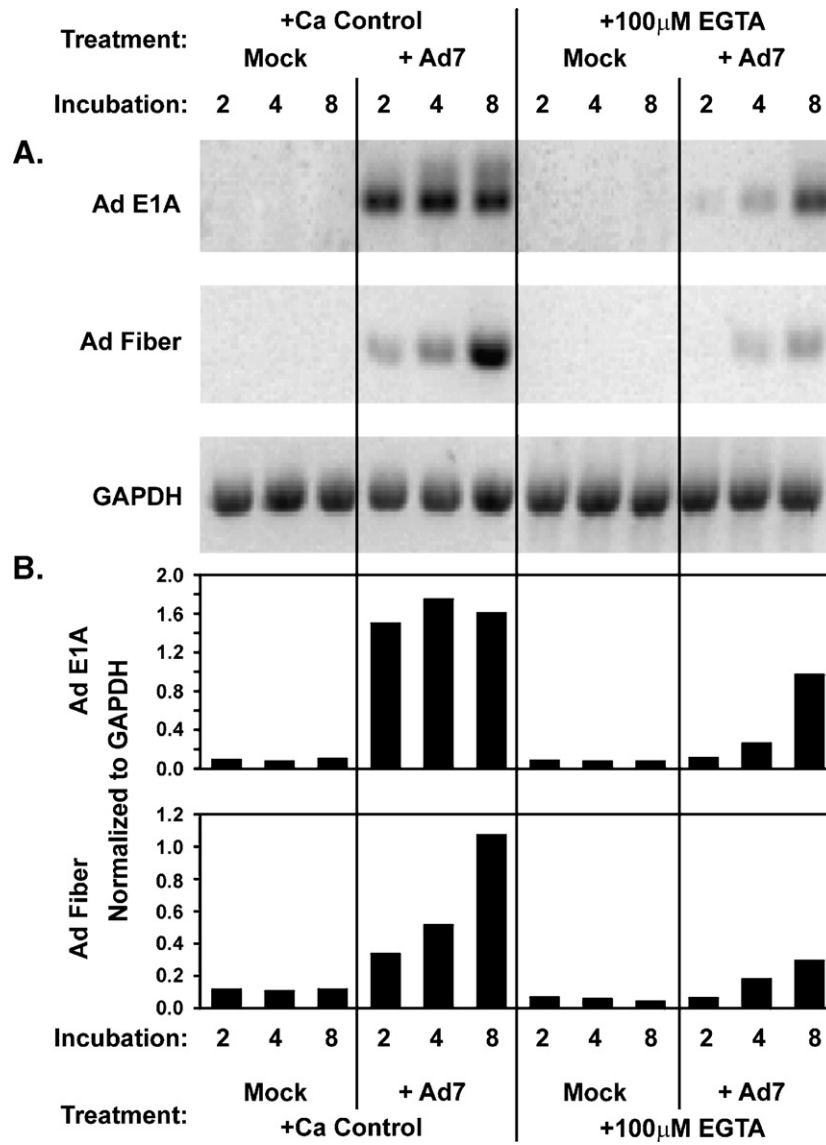 Treatment: +Ca Control +100µM EGTA
Mock + Ad7 Mock + Ad7
Incubation: 2 4 8 2 4 8 2 4 8 2 4 8
A.
Ad E1A
Ad Fiber
GAPDH
B.
Ad E1A
Normalized to GAPDH
2.0
1.6
1.2
0.8
0.4
0.0
Ad Fiber
1.2
1.0
0.8
0.6
0.4
0.2
0.0
Incubation: 2 4 8 2 4 8 2 4 8 2 4 8
Mock + Ad7 Mock + Ad7
Treatment: +Ca Control +100µM EGTA